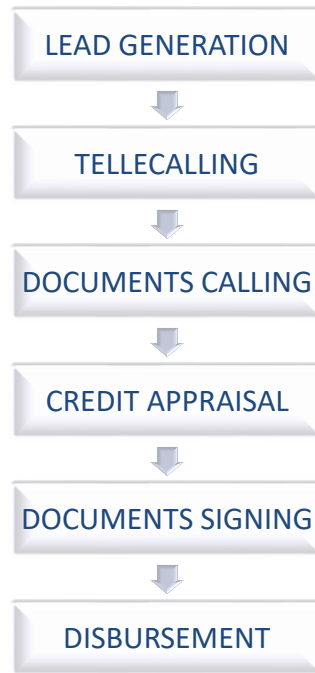 LEAD GENERATION
TELLECALLING
DOCUMENTS CALLING
CREDIT APPRAISAL
DOCUMENTS SIGNING
DISBURSEMENT